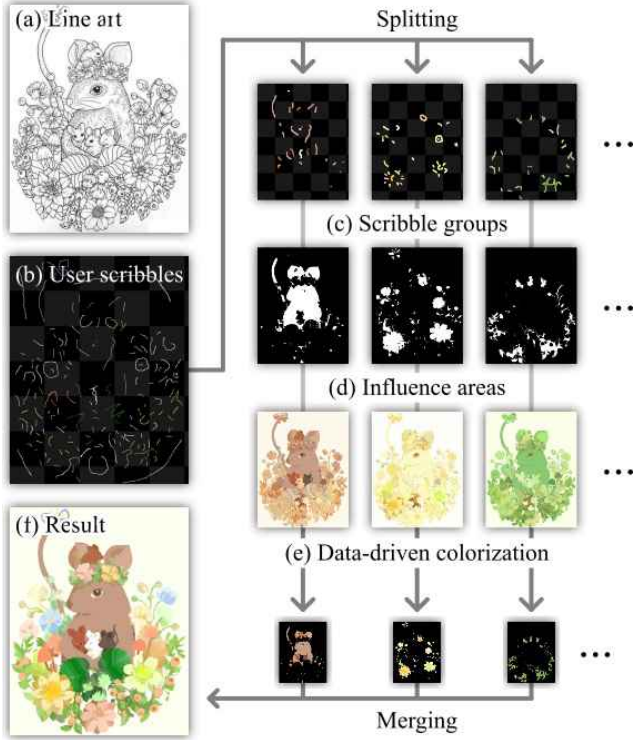 (a) Line art
Splitting
(c) Scribble groups
(b) User scribbles
(d) Influence areas
(f) Result
(e) Data-driven colorization
Merging